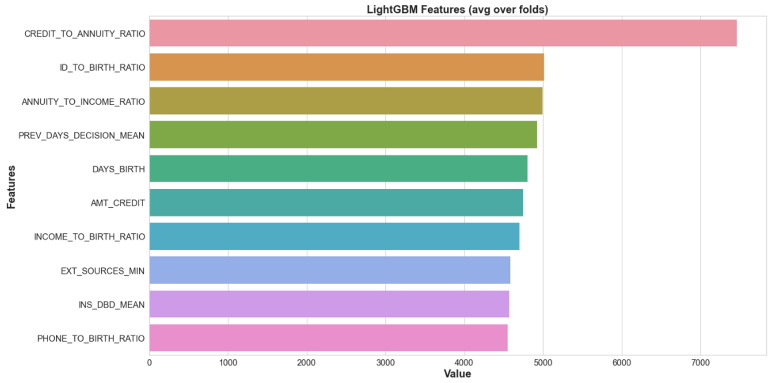 LightGBM Features (avg over folds)
CREDIT_TO_ANNUITY_RATIO
ID_TO_BIRTH_RATIO
ANNUITY_TO_INCOME_RATIO
PREV_DAYS_DECISION_MEAN
DAYS_BIRTH
AMT_CREDIT
INCOME_TO_BIRTH_RATIO
EXT_SOURCES_MIN
INS_DBD_MEAN
PHONE_TO_BIRTH_RATIO
Features
0 1000 2000 3000 4000 5000 6000 7000
Value